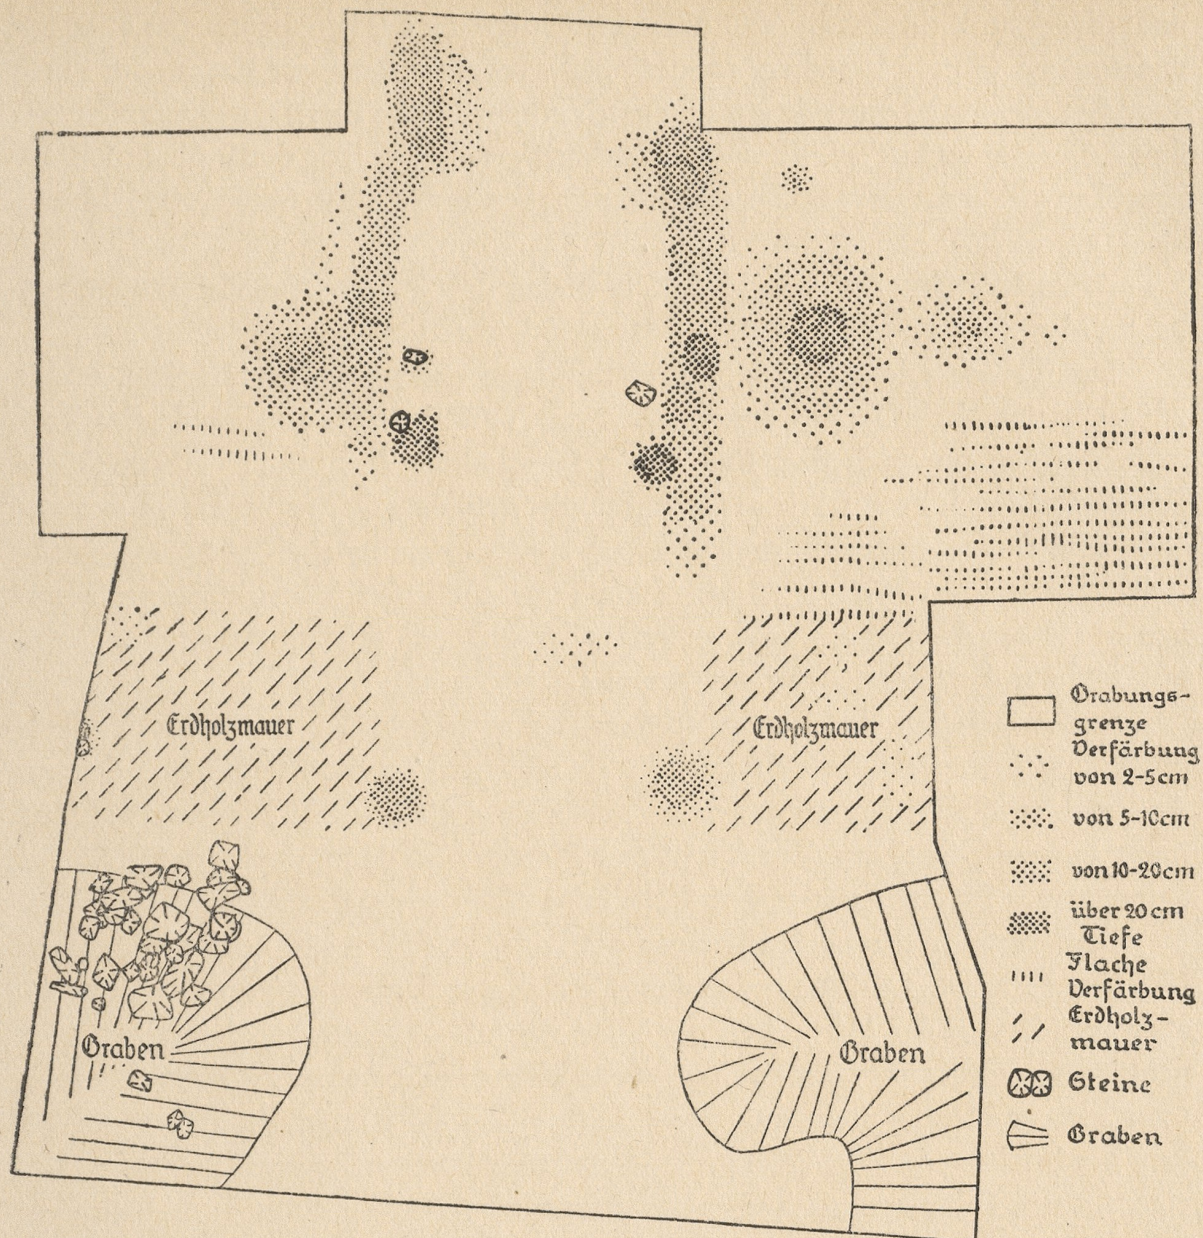 Erdholzmauer
Erdholzmauer
Graben
Graben
Grabungs-
grenze
Verfärbung
von 2-5cm
von 5-10cm
von 10-20cm
über 20cm
Tiefe
Flache
Verfärbung
Erdholz-
mauer
Steine
Graben